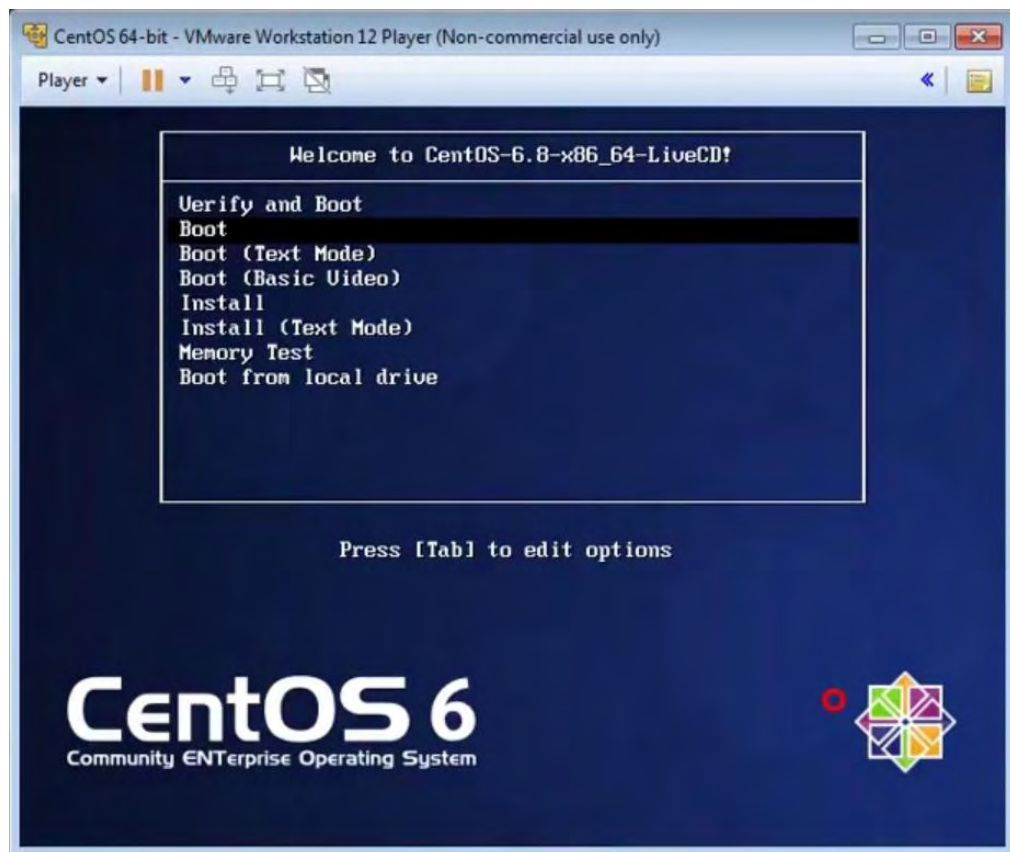 CentOS 64-bit - VMware Workstation 12 Player (Non-commercial use only)
Player
Welcome to CentOS-6.8-x86_64-LiveCD!
Verify and Boot
Boot
Boot (Text Mode)
Boot (Basic Video)
Install
Install (Text Mode)
Memory Test
Boot from local drive
Press [Tab] to edit options
CentOS 6
Community ENTerprise Operating System